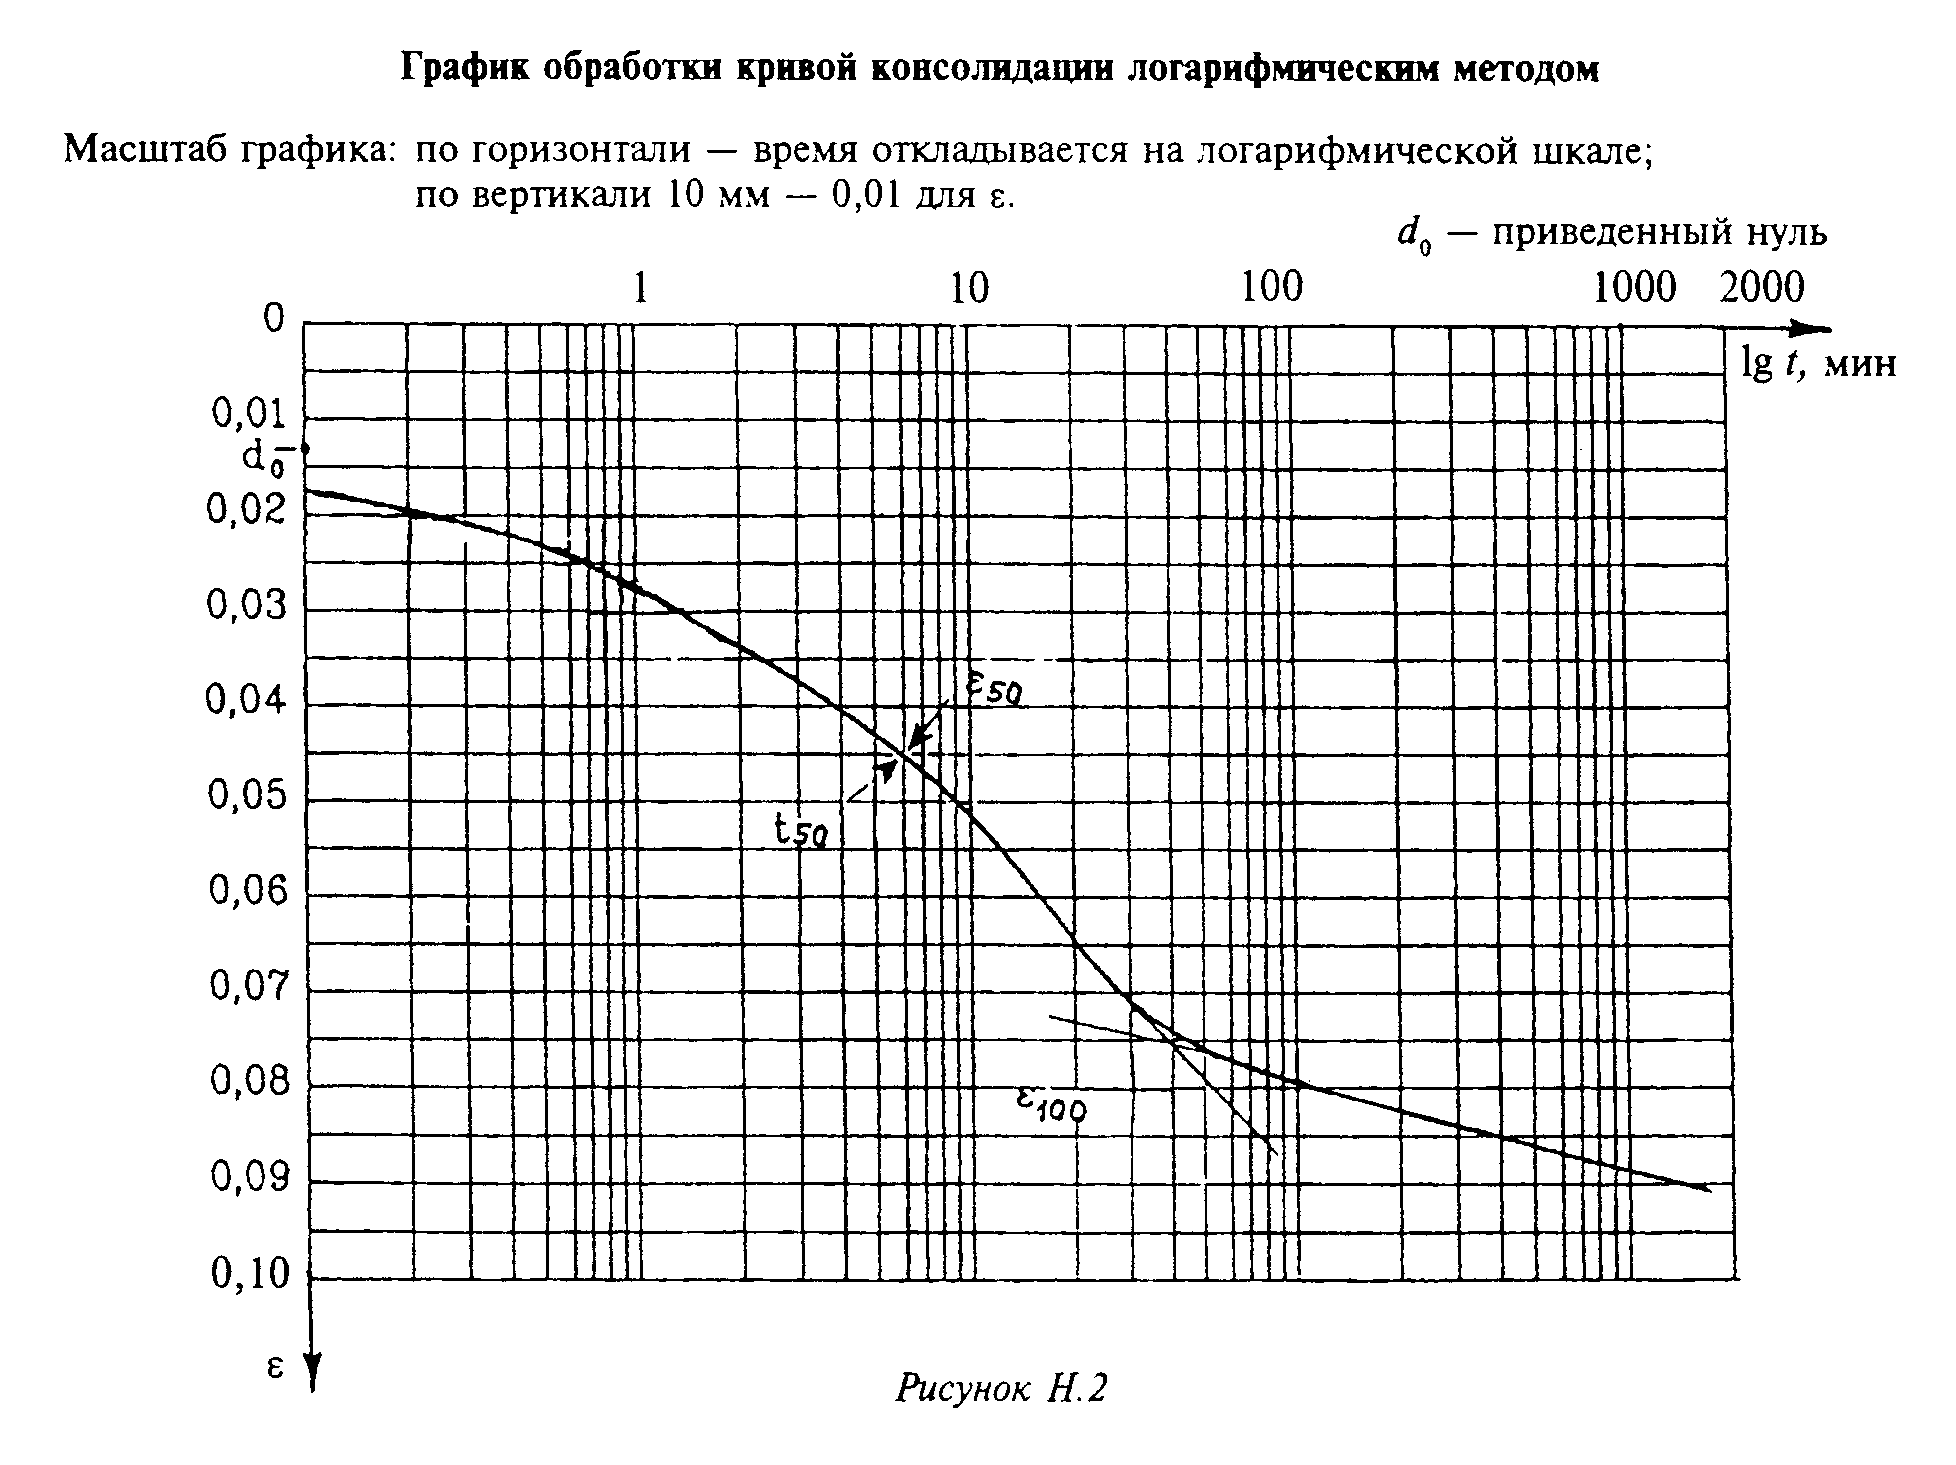 График обработки кривой консолидации логарифмическим методом
Масштаб графика: по горизонтали — время откладывается на логарифмической шкале;
по вертикали 10 мм — 0,01 для ε.
d₀ — приведенный нуль
1 10 100 1000 2000
lg t, мин
0
0,01
d₀
0,02
0,03
0,04
ε₅₀
0,05
t₅₀
0,06
0,07
0,08
ε₁₀₀
0,09
0,10
ε
Рисунок Н.2